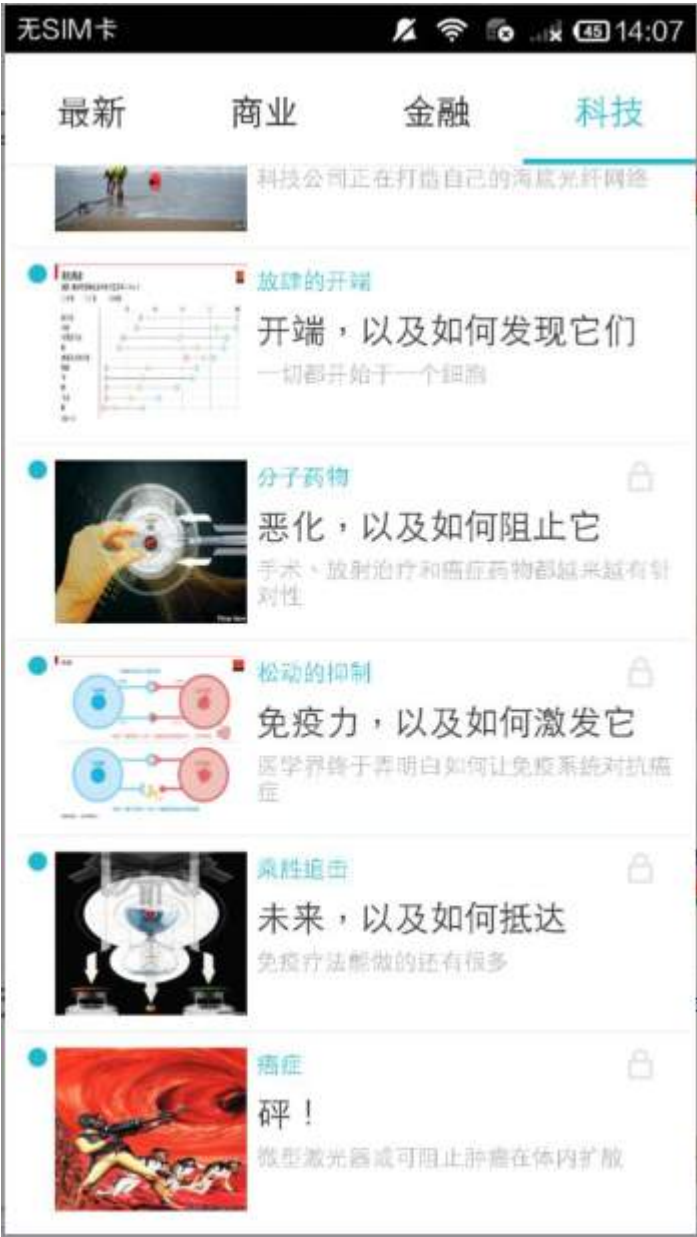 无SIM卡
45 14:07
最新 商业 金融 科技
科技公司正在打造自己的海底光纤网络
放肆的开端
开端，以及如何发现它们
一切都开始于一个细胞
分子药物
恶化，以及如何阻止它
手术、放射治疗和癌症药物都越来越有针
对性
松动的抑制
免疫力，以及如何激发它
医学界终于弄明白如何让免疫系统对抗癌
症
乘胜追击
未来，以及如何抵达
免疫疗法能做的还有很多
癌症
砰！
微型激光器或可阻止肿瘤在体内扩散